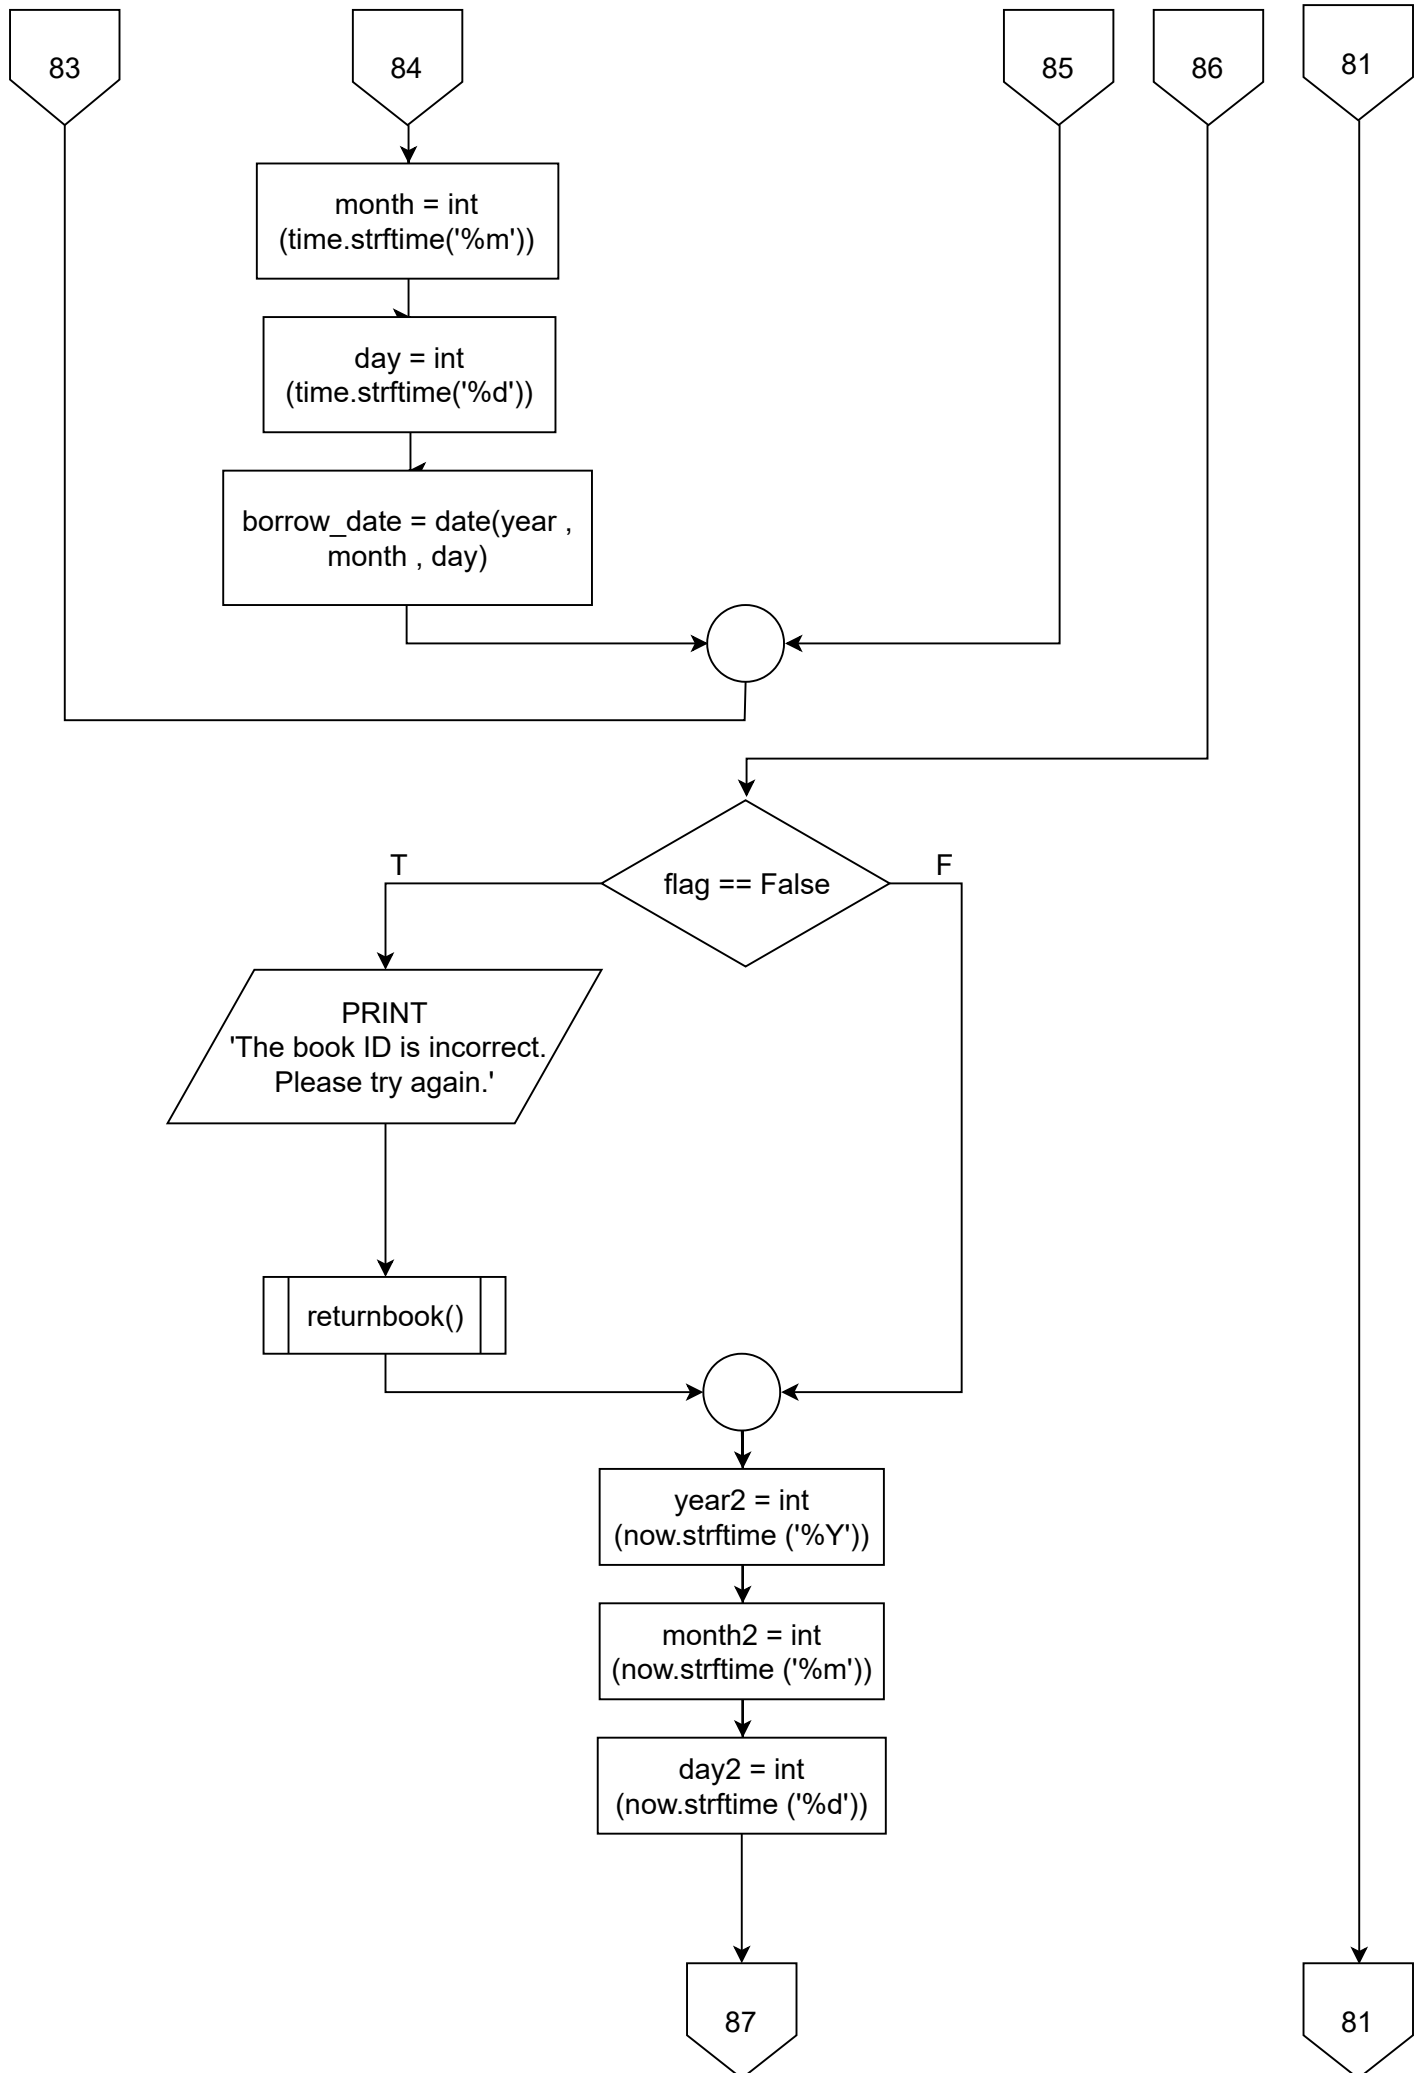 83
84
85
86
81
month = int
(time.strftime('%m'))
day = int
(time.strftime('%d'))
borrow_date = date(year ,
month , day)
T
F
flag == False
PRINT
'The book ID is incorrect.
Please try again.'
returnbook()
year2 = int
(now.strftime ('%Y'))
month2 = int
(now.strftime ('%m'))
day2 = int
(now.strftime ('%d'))
87
81